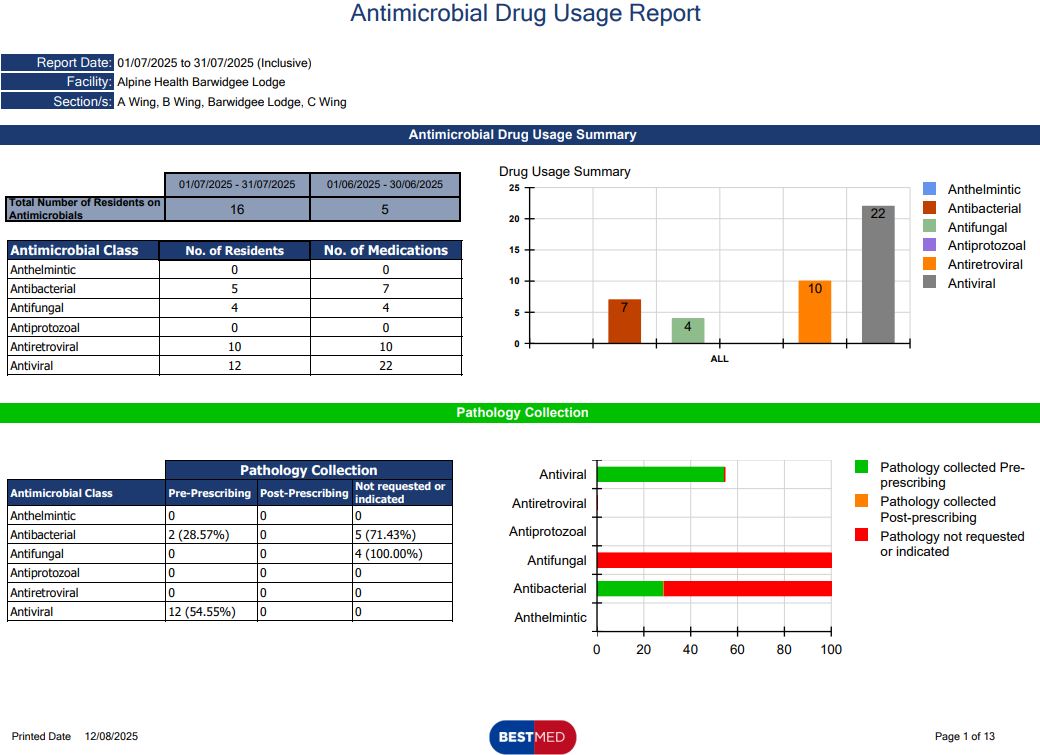 Antimicrobial Drug Usage Report
Report Date: 01/07/2025 to 31/07/2025 (Inclusive)
Facility: Alpine Health Barwidgee Lodge
Section/s: A Wing, B Wing, Barwidgee Lodge, C Wing
Antimicrobial Drug Usage Summary
01/07/2025 - 31/07/2025 01/06/2025 - 30/06/2025
Total Number of Residents on
Antimicrobials 16 5
Antimicrobial Class No. of Residents No. of Medications
Anthelmintic 0 0
Antibacterial 5 7
Antifungal 4 4
Antiprotozoal 0 0
Antiretroviral 10 10
Antiviral 12 22
Drug Usage Summary
25
20
15
10
5
0
7
4
10
22
ALL
Anthelmintic
Antibacterial
Antifungal
Antiprotozoal
Antiretroviral
Antiviral
Pathology Collection
Pathology Collection
Antimicrobial Class Pre-Prescribing Post-Prescribing Not requested or
indicated
Anthelmintic 0 0 0
Antibacterial 2 (28.57%) 0 5 (71.43%)
Antifungal 0 0 4 (100.00%)
Antiprotozoal 0 0 0
Antiretroviral 0 0 0
Antiviral 12 (54.55%) 0 0
Antiviral
Antiretroviral
Antiprotozoal
Antifungal
Antibacterial
Anthelmintic
0 20 40 60 80 100
Pathology collected Pre-
prescribing
Pathology collected
Post-prescribing
Pathology not requested
or indicated
Printed Date 12/08/2025
BESTMED
Page 1 of 13